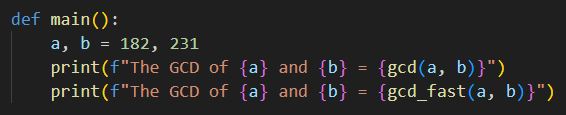 def main():
    a, b = 182, 231
    print(f"The GCD of {a} and {b} = {gcd(a, b)}")
    print(f"The GCD of {a} and {b} = {gcd_fast(a, b)}")